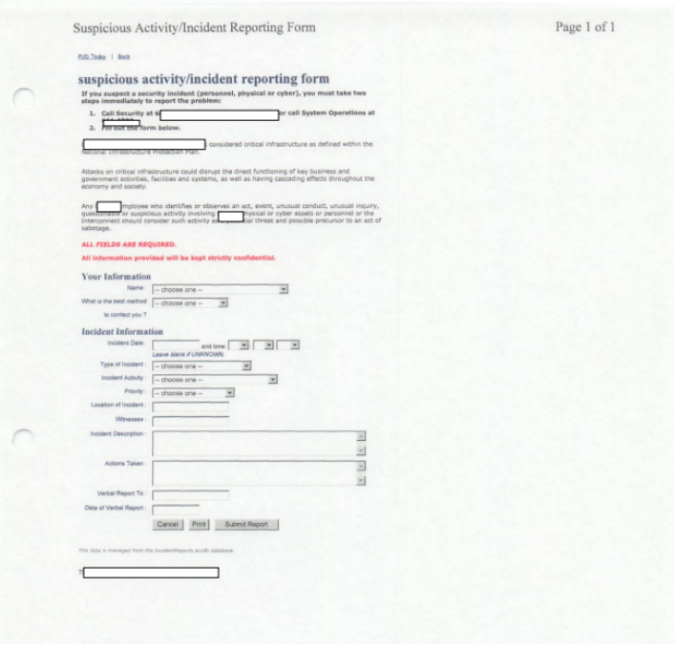 Suspicious Activity/Incident Reporting Form Page 1 of 1
PUD Today | Back
suspicious activity/incident reporting form
If you suspect a security incident (personnel, physical or cyber), you must take two
steps immediately to report the problem:
1. Call Security at or call System Operations at
2. Fill out the form below.
considered critical infrastructure as defined within the
National Infrastructure Protection Plan.
Attacks on critical infrastructure could disrupt the direct functioning of key business and
government activities, facilities and systems, as well as having cascading effects throughout the
economy and society.
Any employee who identifies or observes an act, event, unusual conduct, unusual inquiry,
questionable or suspicious activity involving physical or cyber assets or personnel or the
Interconnect should consider such activity as a potential threat and possible precursor to an act of
sabotage.
ALL FIELDS ARE REQUIRED.
All information provided will be kept strictly confidential.
Your Information
Name: -- choose one --
What is the best method -- choose one --
to contact you?
Incident Information
Incident Date: and time:
Leave blank if UNKNOWN.
Type of Incident: -- choose one --
Incident Activity: -- choose one --
Priority: -- choose one --
Location of Incident:
Witnesses:
Incident Description:
Actions Taken:
Verbal Report To:
Date of Verbal Report:
Cancel Print Submit Report
This data is managed from the IncidentReports.accdb database.